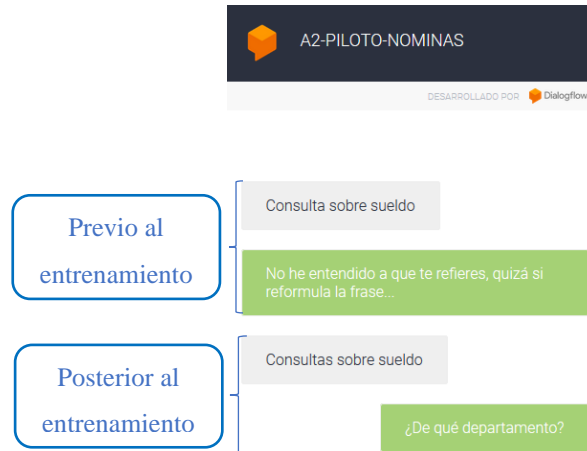 A2-PILOTO-NOMINAS
DESARROLLADO POR Dialogflow
Previo al
entrenamiento
Consulta sobre sueldo
No he entendido a que te refieres, quizá si
reformula la frase...
Posterior al
entrenamiento
Consultas sobre sueldo
¿De qué departamento?